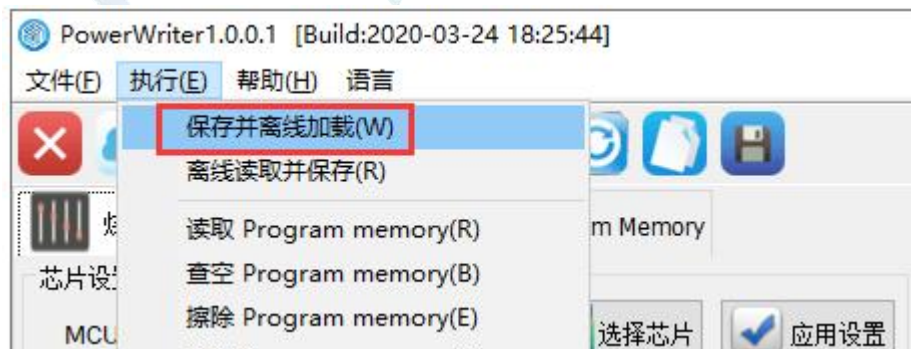 PowerWriter1.0.0.1 [Build:2020-03-24 18:25:44]
文件(F) 执行(E) 帮助(H) 语言
保存并离线加载(W)
离线读取并保存(R)
读取 Program memory(R)
m Memory
查空 Program memory(B)
芯片设
擦除 Program memory(E)
MCU
选择芯片
应用设置